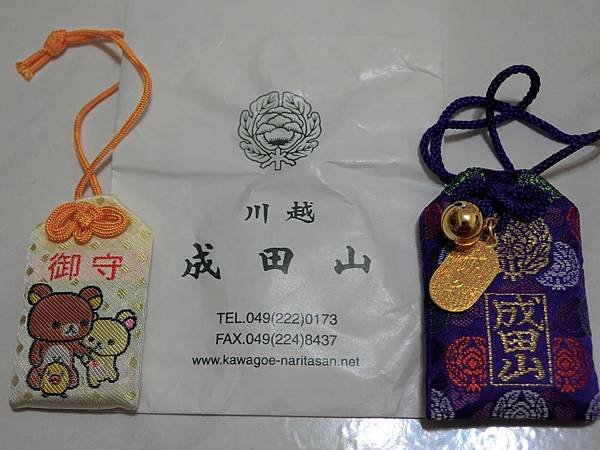 御守
川越
成田山
TEL.049(222)0173
FAX.049(224)8437
www.kawagoe-naritasan.net
成田山